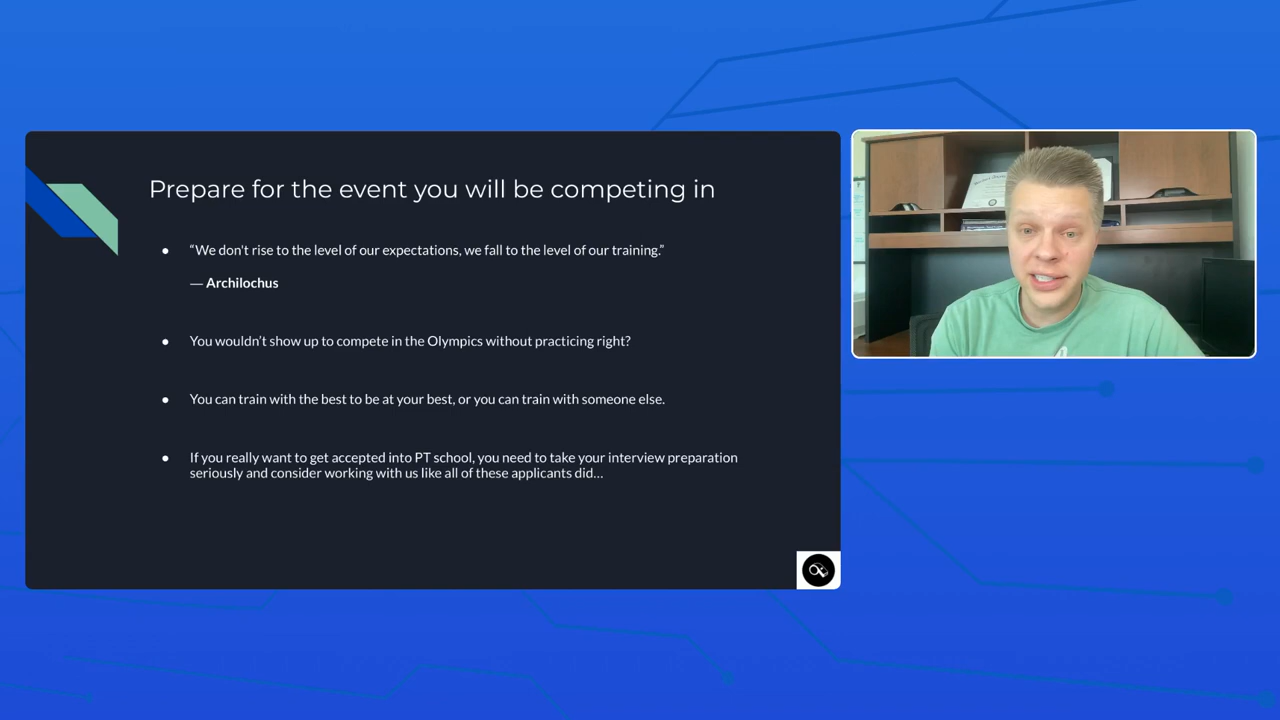 Prepare for the event you will be competing in
● “We don't rise to the level of our expectations, we fall to the level of our training.”
— Archilochus
● You wouldn’t show up to compete in the Olympics without practicing right?
● You can train with the best to be at your best, or you can train with someone else.
● If you really want to get accepted into PT school, you need to take your interview preparation
seriously and consider working with us like all of these applicants did...